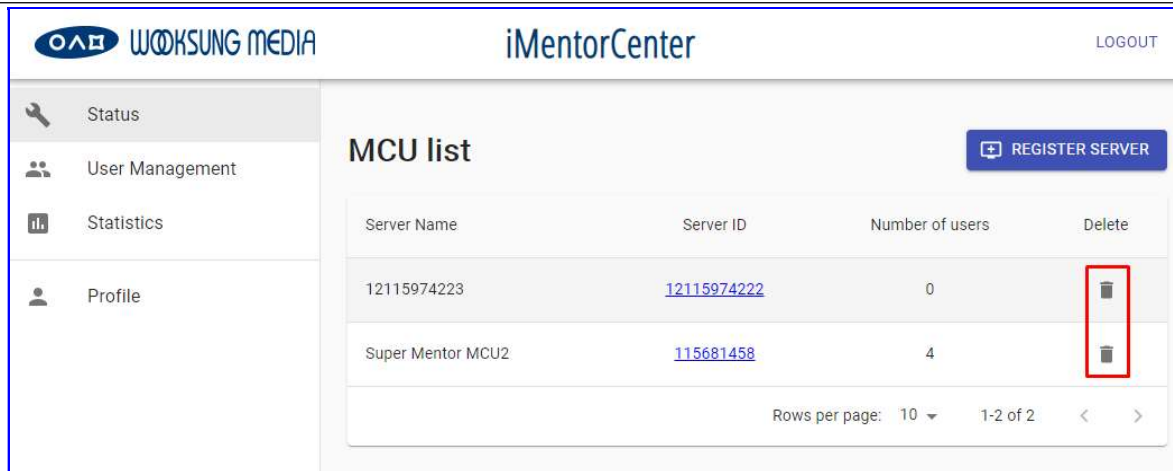 WOOKSUNG MEDIA iMentorCenter LOGOUT
Status
User Management
Statistics
Profile
MCU list REGISTER SERVER
Server Name Server ID Number of users Delete
12115974223 12115974222 0
Super Mentor MCU2 115681458 4
Rows per page: 10 1-2 of 2